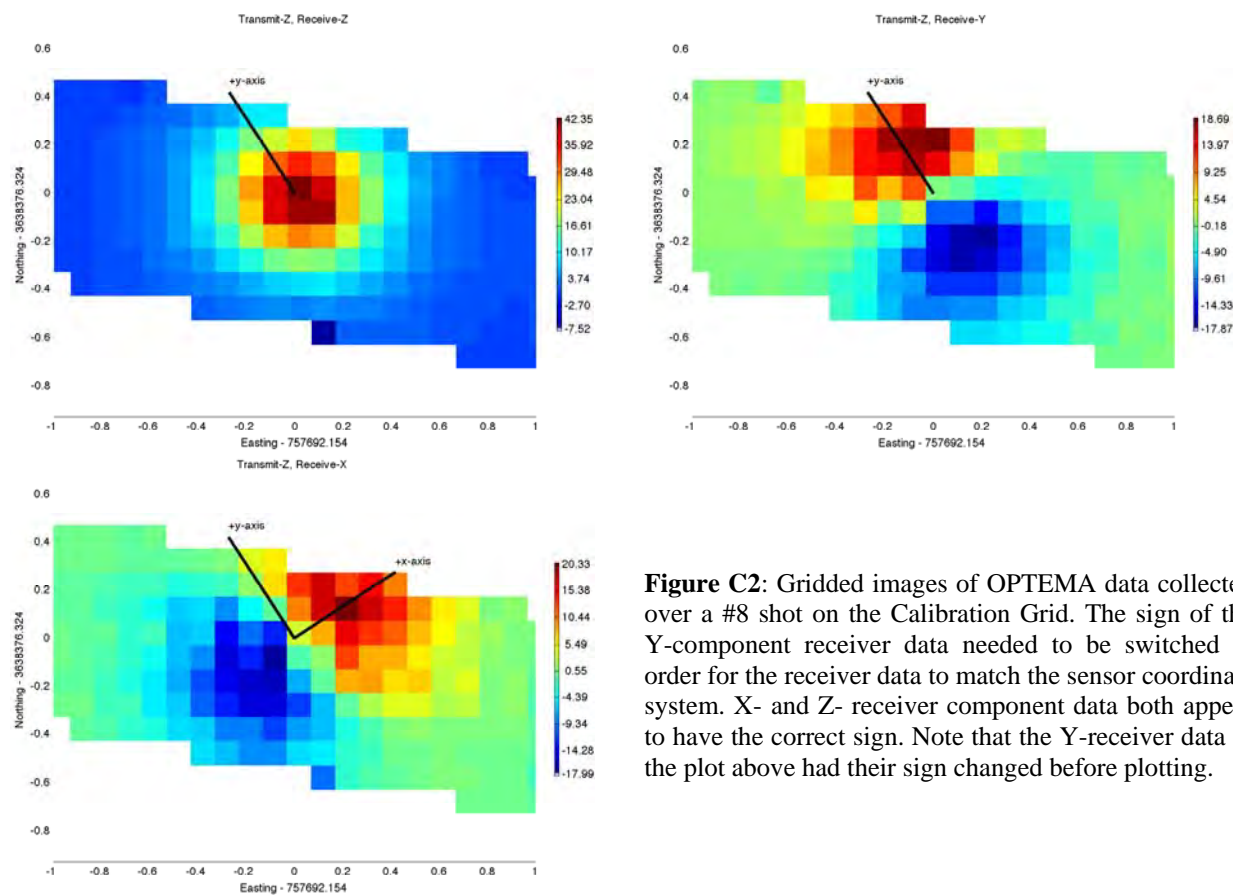 Transmit-Z, Receive-Z
0.6
0.4
0.2
0
-0.2
-0.4
-0.6
-0.8
Northing - 3638376.324
+y-axis
42.35
35.92
29.48
23.04
16.61
10.17
3.74
-2.70
-7.52
-1 -0.8 -0.6 -0.4 -0.2 0 0.2 0.4 0.6 0.8 1
Easting - 757692.154
Transmit-Z, Receive-Y
0.6
0.4
0.2
0
-0.2
-0.4
-0.6
-0.8
Northing - 3638376.324
+y-axis
18.69
13.97
9.25
4.54
-0.18
-4.90
-9.61
-14.33
-17.87
-1 -0.8 -0.6 -0.4 -0.2 0 0.2 0.4 0.6 0.8 1
Easting - 757692.154
Transmit-Z, Receive-X
0.6
0.4
0.2
0
-0.2
-0.4
-0.6
-0.8
Northing - 3638376.324
+y-axis
+x-axis
20.33
15.38
10.44
5.49
0.55
-4.39
-9.34
-14.28
-17.99
-1 -0.8 -0.6 -0.4 -0.2 0 0.2 0.4 0.6 0.8 1
Easting - 757692.154
Figure C2: Gridded images of OPTEMA data collecte
over a #8 shot on the Calibration Grid. The sign of th
Y-component receiver data needed to be switched
order for the receiver data to match the sensor coordina
system. X- and Z- receiver component data both appe
to have the correct sign. Note that the Y-receiver data
the plot above had their sign changed before plotting.